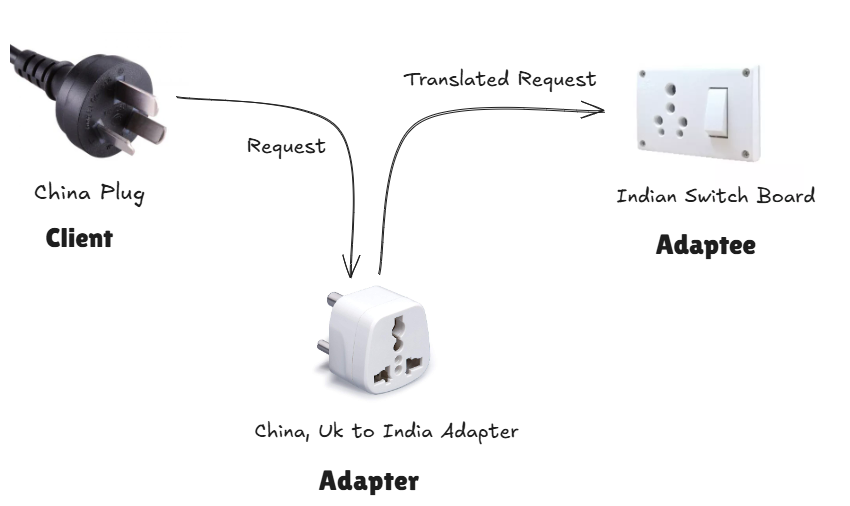 Translated Request
Request
China Plug
Client
Indian Switch Board
Adaptee
China, Uk to India Adapter
Adapter